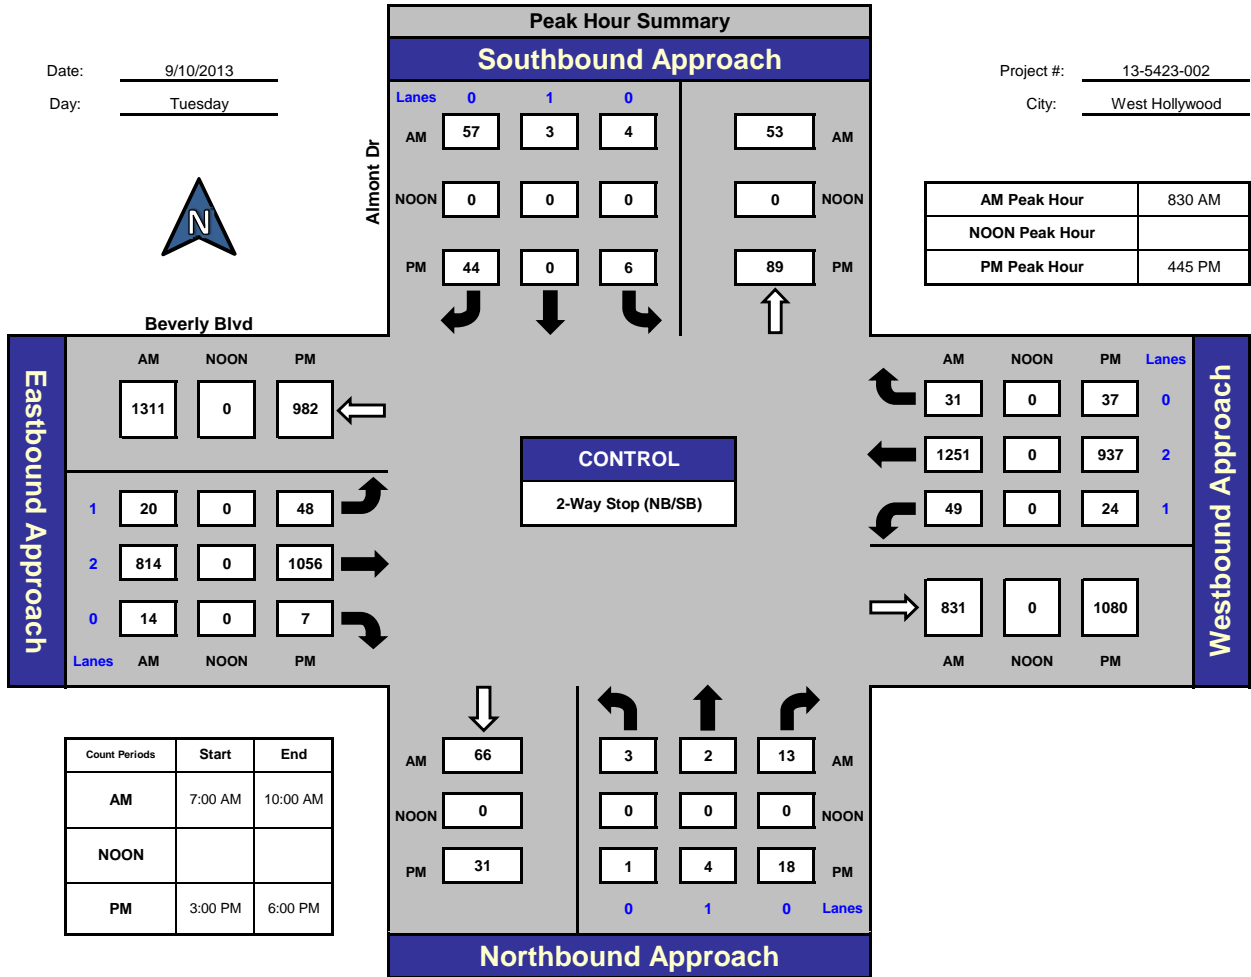 Peak Hour Summary
Southbound Approach
Date: 9/10/2013
Day: Tuesday
Project #: 13-5423-002
City: West Hollywood
N
Almont Dr
Lanes 0 1 0
AM 57 3 4 53 AM
NOON 0 0 0 0 NOON
PM 44 0 6 89 PM
AM Peak Hour 830 AM
NOON Peak Hour
PM Peak Hour 445 PM
Beverly Blvd
Eastbound Approach
AM NOON PM
1311 0 982
1 20 0 48
2 814 0 1056
0 14 0 7
Lanes AM NOON PM
CONTROL
2-Way Stop (NB/SB)
AM NOON PM Lanes
31 0 37 0
1251 0 937 2
49 0 24 1
831 0 1080
AM NOON PM
Westbound Approach
Count Periods Start End
AM 7:00 AM 10:00 AM
NOON
PM 3:00 PM 6:00 PM
AM 66 3 2 13 AM
NOON 0 0 0 0 NOON
PM 31 1 4 18 PM
0 1 0 Lanes
Northbound Approach